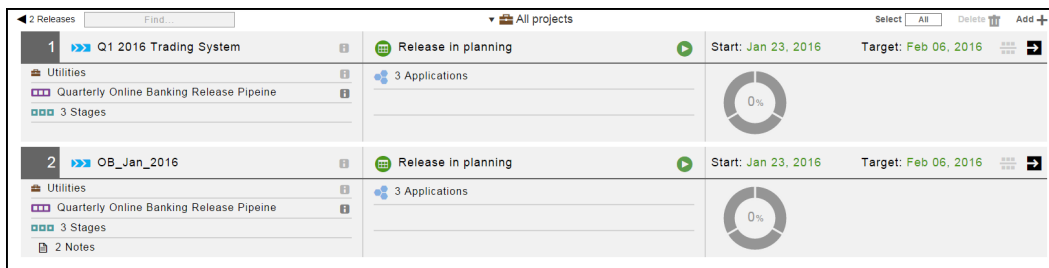 2 Releases Find... All projects Select All Delete Add
1 Q1 2016 Trading System Release in planning Start: Jan 23, 2016 Target: Feb 06, 2016
Utilities 3 Applications
Quarterly Online Banking Release Pipeine 0%
3 Stages
2 OB_Jan_2016 Release in planning Start: Jan 23, 2016 Target: Feb 06, 2016
Utilities 3 Applications
Quarterly Online Banking Release Pipeine 0%
3 Stages
2 Notes